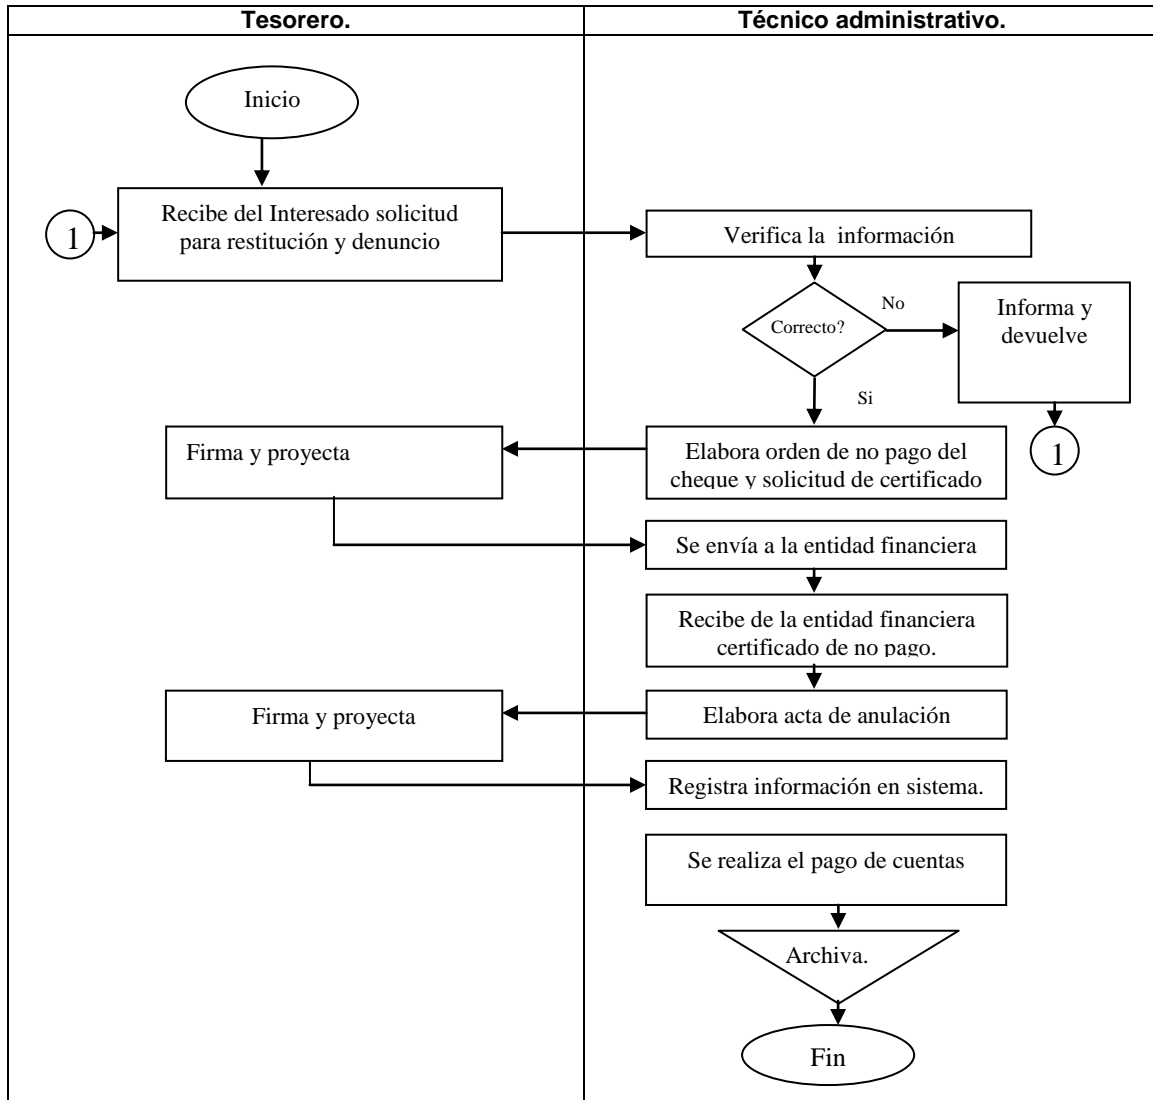 Tesorero.
Técnico administrativo.
Inicio
Recibe del Interesado solicitud
para restitución y denuncio
1
Verifica la información
Correcto?
No
Informa y
devuelve
Si
1
Firma y proyecta
Elabora orden de no pago del
cheque y solicitud de certificado
Se envía a la entidad financiera
Recibe de la entidad financiera
certificado de no pago.
Firma y proyecta
Elabora acta de anulación
Registra información en sistema.
Se realiza el pago de cuentas
Archiva.
Fin